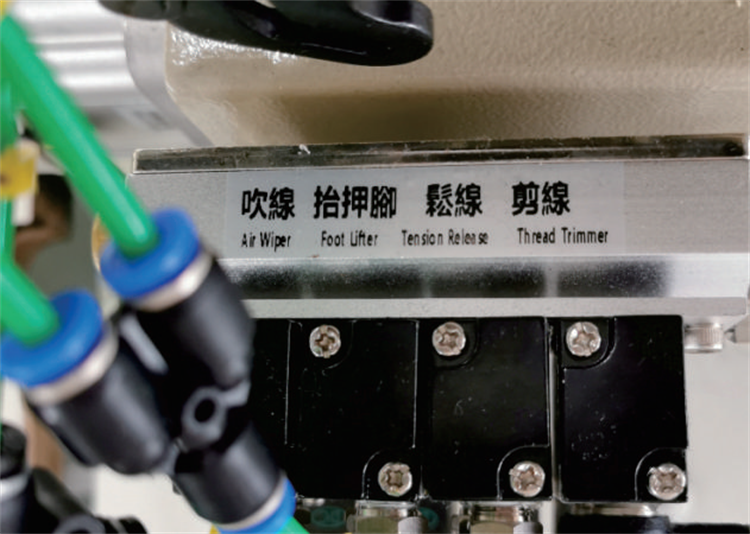 吹線 抬押腳 鬆線 剪線
Air Wiper Foot Lifter Tension Release Thread Trimmer